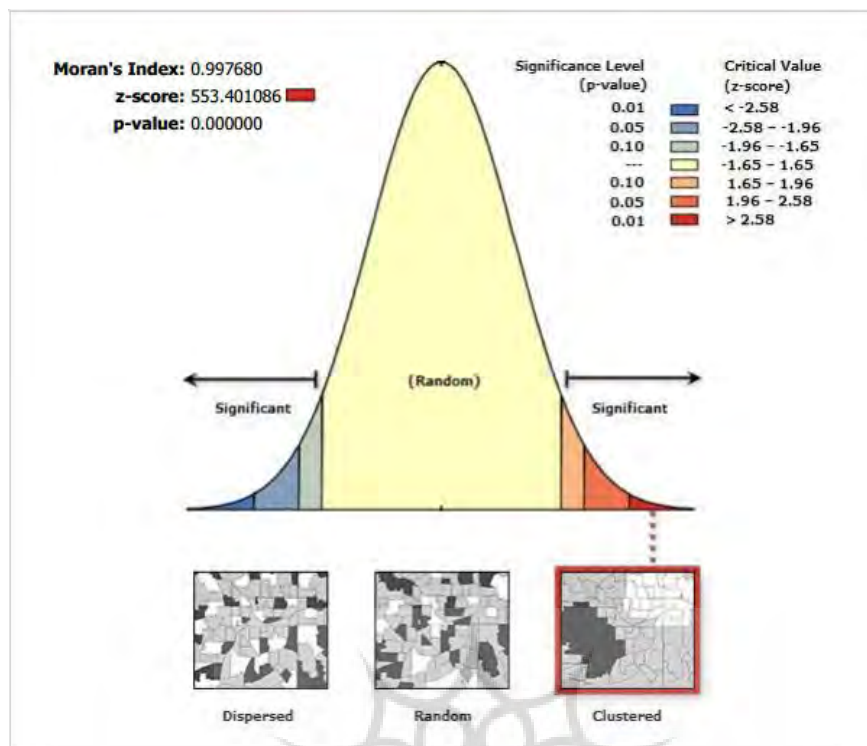 Moran's Index: 0.997680
z-score: 553.401086
p-value: 0.000000
Significance Level
(p-value)
Critical Value
(z-score)
0.01 < -2.58
0.05 -2.58 – -1.96
0.10 -1.96 – -1.65
--- -1.65 – 1.65
0.10 1.65 – 1.96
0.05 1.96 – 2.58
0.01 > 2.58
(Random)
Significant
Significant
Dispersed
Random
Clustered